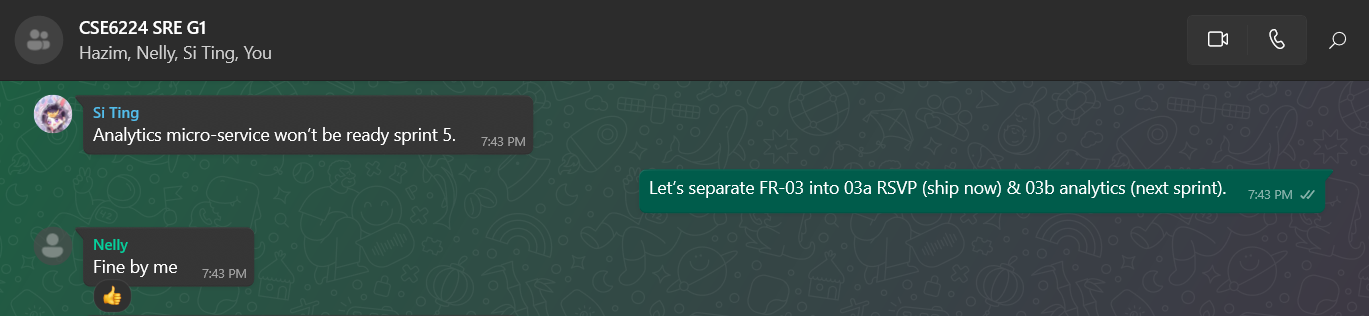 CSE6224 SRE G1
Hazim, Nelly, Si Ting, You
Si Ting
Analytics micro-service won’t be ready sprint 5.
7:43 PM
Let’s separate FR-03 into 03a RSVP (ship now) & 03b analytics (next sprint).
7:43 PM
Nelly
Fine by me
7:43 PM